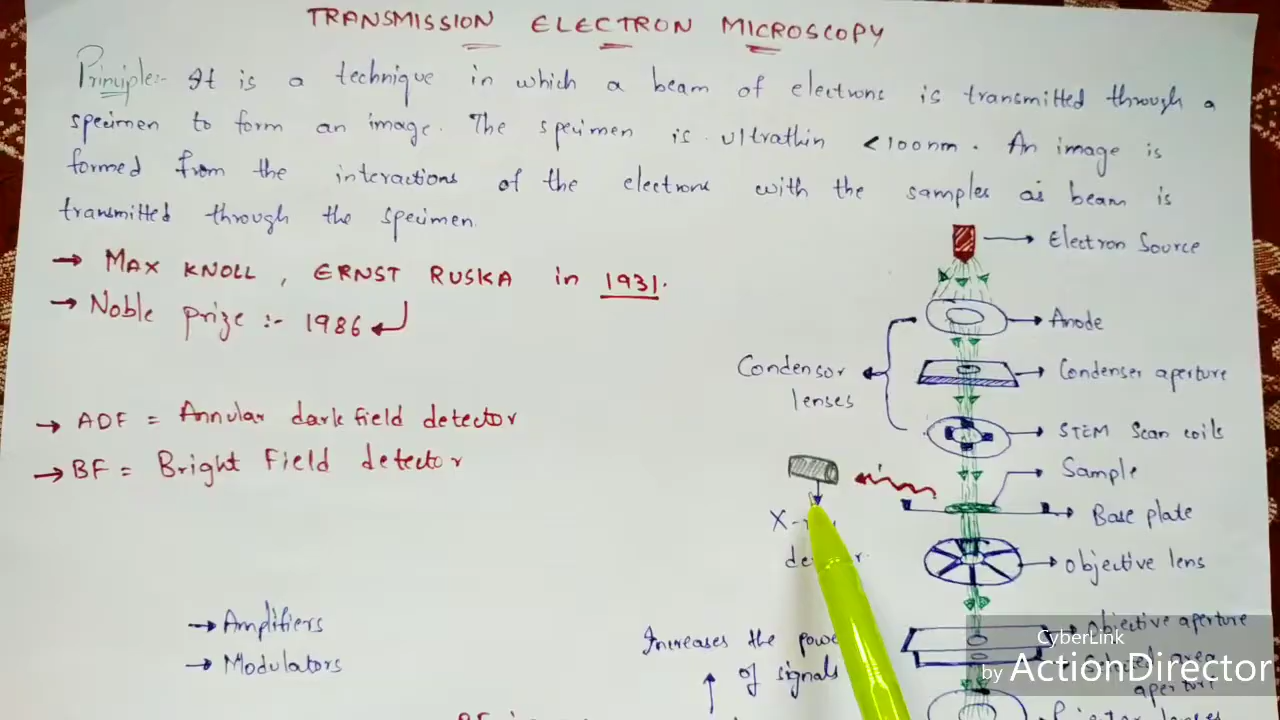 TRANSMISSION ELECTRON MICROSCOPY
Principle:- It is a technique in which a beam of electrons is transmitted through a
specimen to form an image. The specimen is ultrathin <100nm. An image is
formed from the interactions of the electrons with the samples as beam is
transmitted through the specimen.
→ MAX KNOLL, ERNST RUSKA in 1931.
→ Noble prize :- 1986
→ ADF = Annular dark field detector
→ BF = Bright Field detector
→ Amplifiers
→ Modulators
Electron Source
Anode
Condensor
lenses
Condenser aperture
STEM Scan coils
Sample
Base plate
X-
objective lens
Increases the
of signals
objective aperture
aperture
CyberLink
by ActionDirector